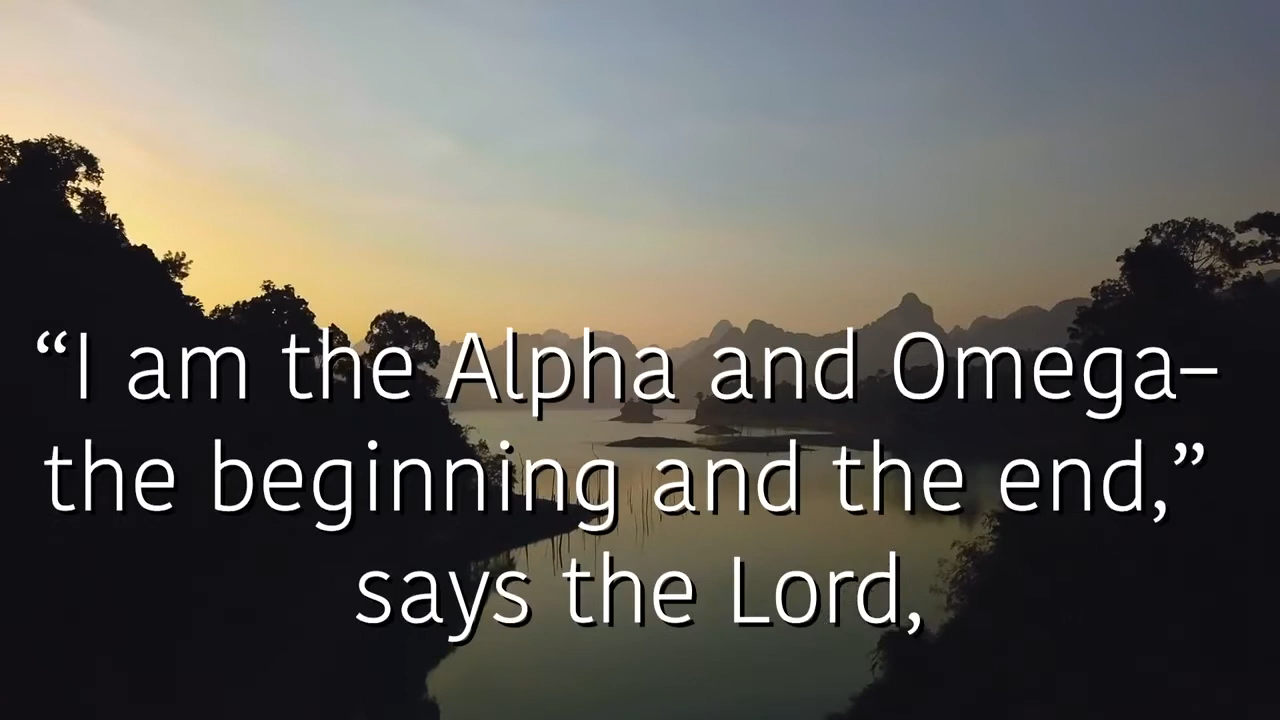 “I am the Alpha and Omega–
the beginning and the end,”
says the Lord,